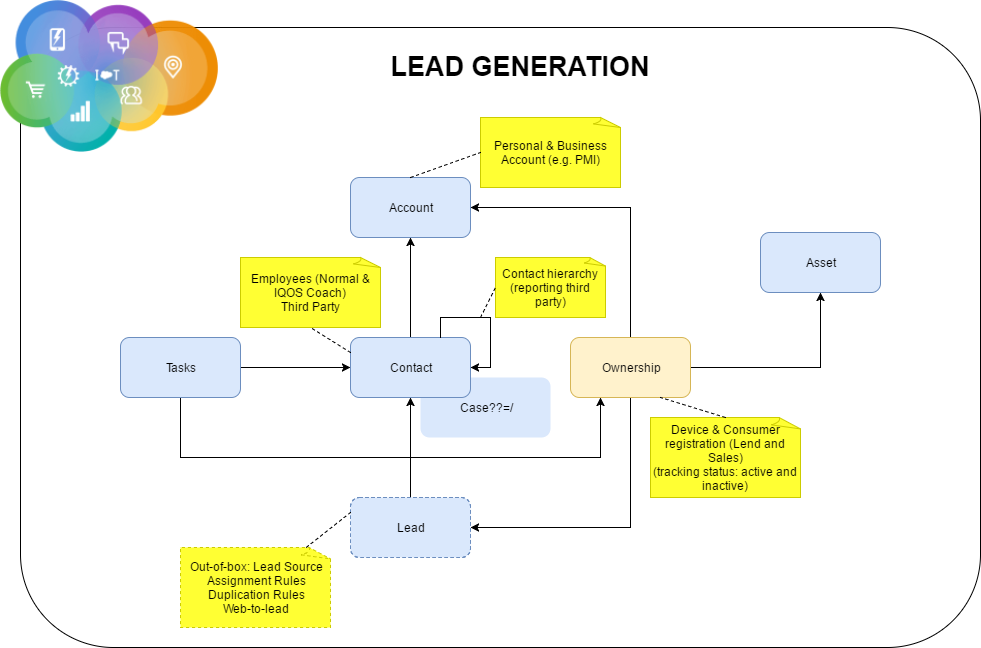 IoT
LEAD GENERATION
Personal & Business
Account (e.g. PMI)
Account
Asset
Employees (Normal &
IQOS Coach)
Third Party
Contact hierarchy
(reporting third
party)
Tasks
Contact
Ownership
Case??=/
Device & Consumer
registration (Lend and
Sales)
(tracking status: active and
inactive)
Lead
Out-of-box: Lead Source
Assignment Rules
Duplication Rules
Web-to-lead